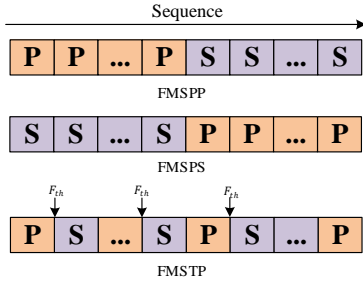 Sequence
P P ... P S S ... S
FMSPP
S S ... S P P ... P
FMSPS
F_th F_th F_th
P S ... S P S ... P
FMSTP